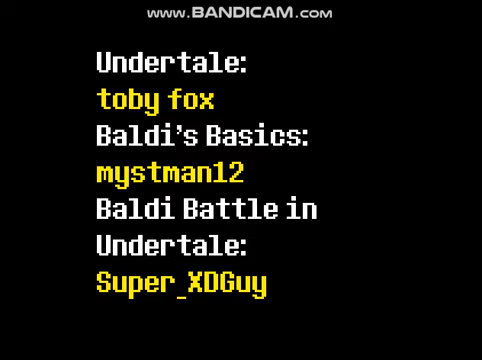 www.BANDICAM.com
Undertale:
toby fox
Baldi's Basics:
mystman12
Baldi Battle in
Undertale:
Super_XDGuy